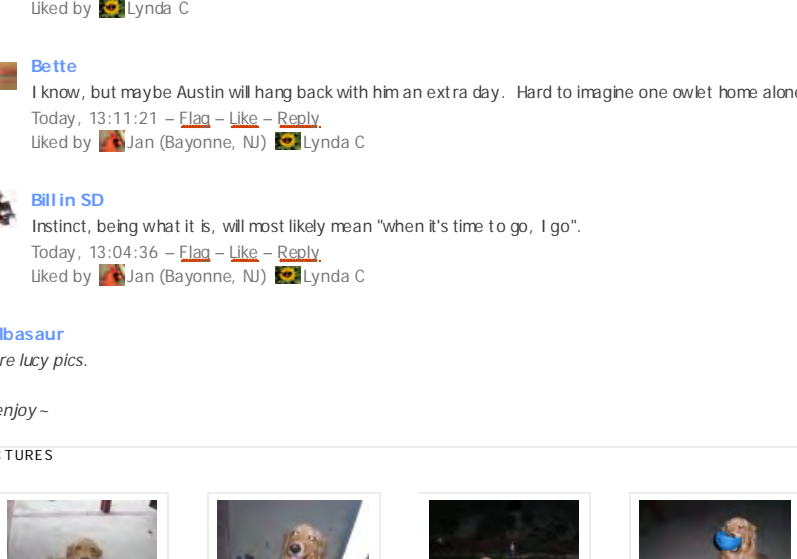 Liked by Lynda C
Bette
I know, but maybe Austin will hang back with him an extra day. Hard to imagine one owlet home alone
Today, 13:11:21 – Flag – Like – Reply
Liked by Jan (Bayonne, NJ) Lynda C
Bill in SD
Instinct, being what it is, will most likely mean "when it's time to go, I go".
Today, 13:04:36 – Flag – Like – Reply
Liked by Jan (Bayonne, NJ) Lynda C
lbasaur
re lucy pics.
enjoy ~
CTURES